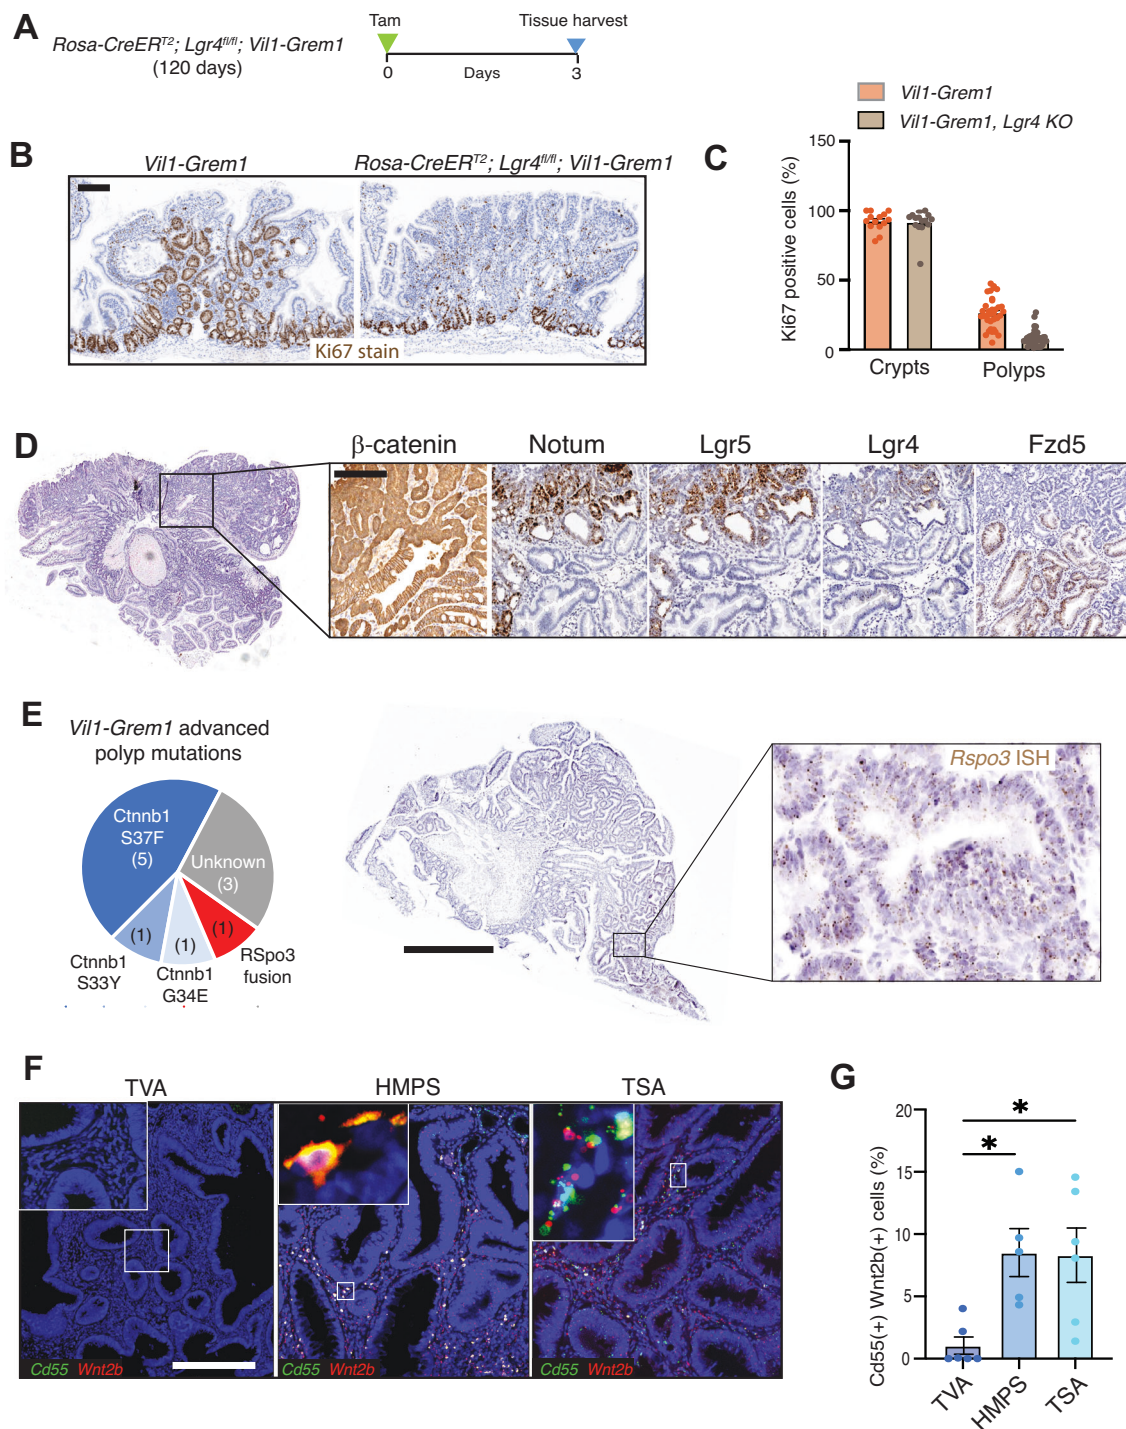 A
Rosa-CreERT2; Lgr4fl/fl; Vil1-Grem1
(120 days)
Tam
Tissue harvest
0
Days
3
B
Vil1-Grem1
Rosa-CreERT2; Lgr4fl/fl; Vil1-Grem1
Ki67 stain
C
Vil1-Grem1
Vil1-Grem1, Lgr4 KO
Ki67 positive cells (%)
150
100
50
0
Crypts
Polyps
D
β-catenin
Notum
Lgr5
Lgr4
Fzd5
E
Vil1-Grem1 advanced
polyp mutations
Ctnnb1
S37F
(5)
Unknown
(3)
(1)
(1)
(1)
Ctnnb1
S33Y
Ctnnb1
G34E
RSpo3
fusion
Rspo3 ISH
F
TVA
HMPS
TSA
Cd55 Wnt2b
Cd55 Wnt2b
Cd55 Wnt2b
G
Cd55(+) Wnt2b(+) cells (%)
20
15
10
5
0
*
*
TVA
HMPS
TSA